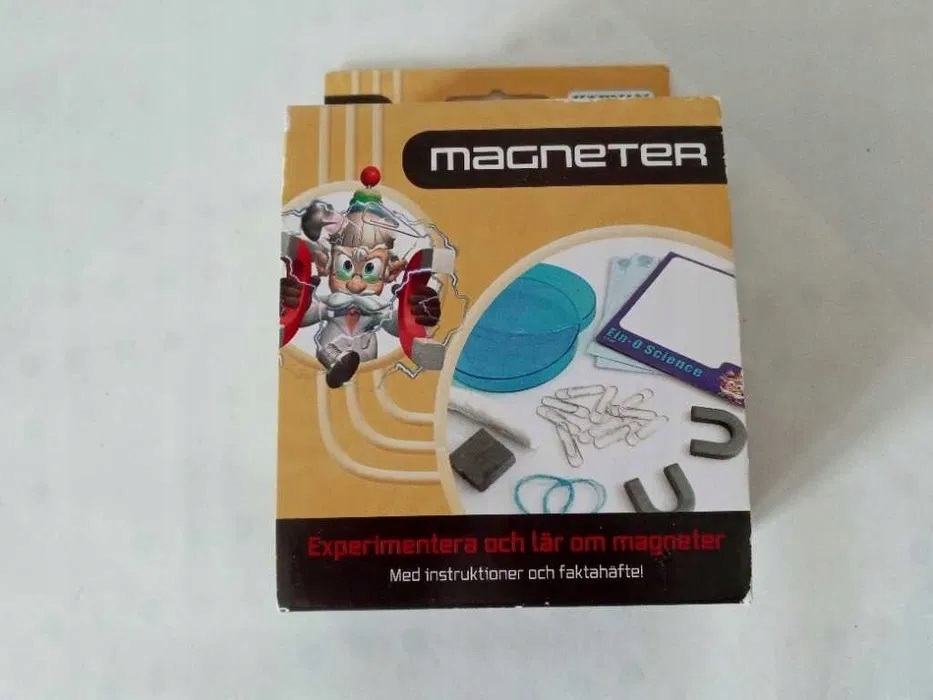 MAGNETER
Ein-O Science
Experimentera och lär om magneter
Med instruktioner och faktahäfte!